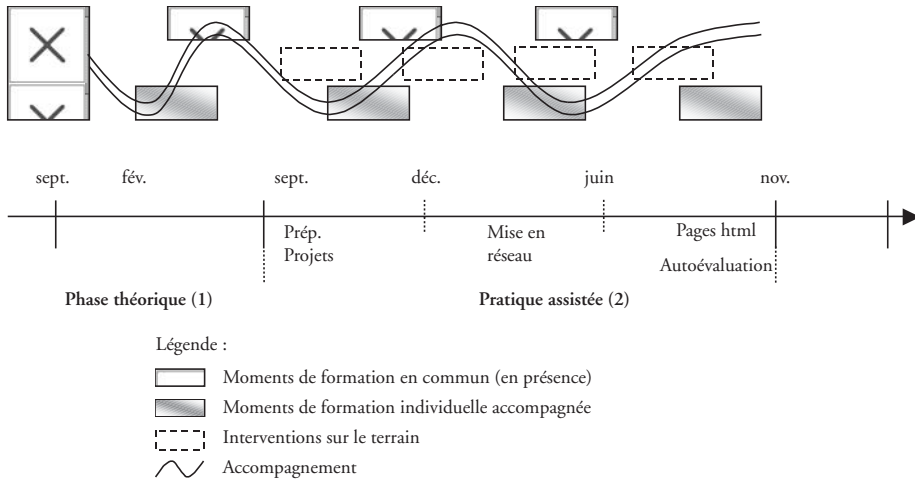 sept. fév. sept. déc. juin nov.
Prép.
Projets
Mise en
réseau
Pages html
Autoévaluation
Phase théorique (1) Pratique assistée (2)
Légende :
Moments de formation en commun (en présence)
Moments de formation individuelle accompagnée
Interventions sur le terrain
Accompagnement